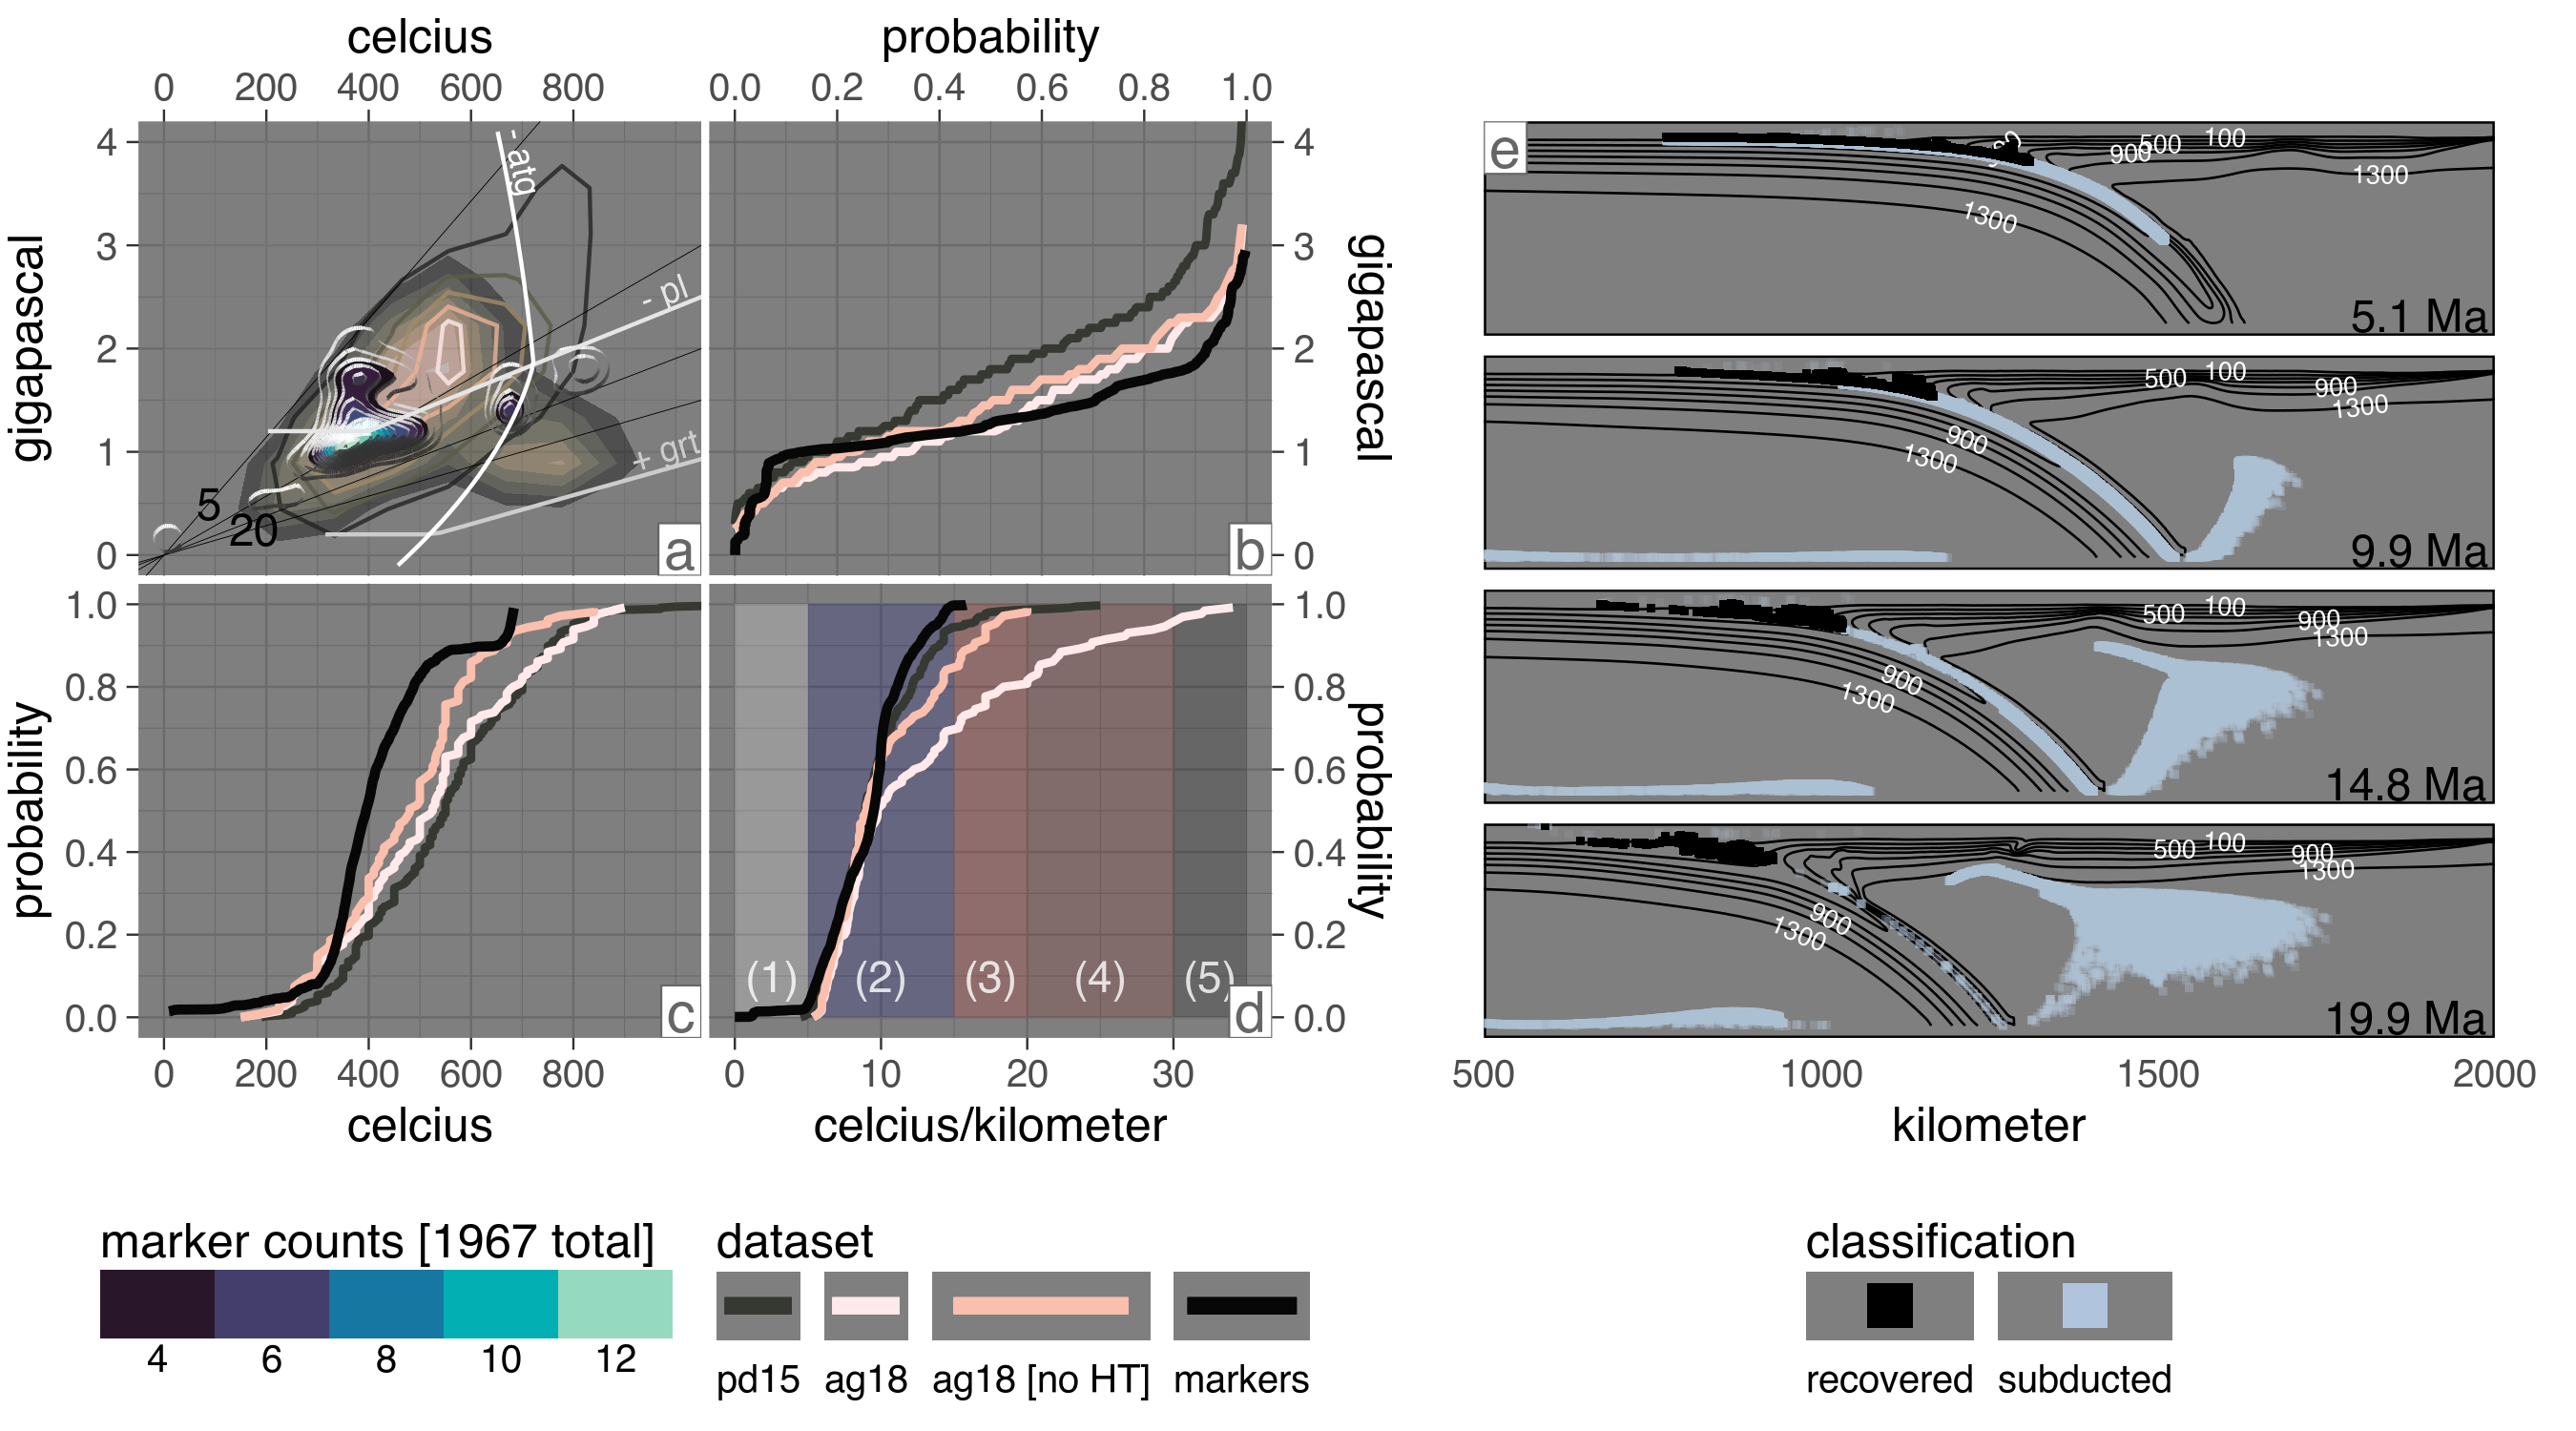 celcius
probability
0 200 400 600 800
0.0 0.2 0.4 0.6 0.8 1.0
gigapascal
4
3
2
1
0
- atg
- pl
+ grt
5
20
a
b
4
3
2
1
0
gigapascal
probability
1.0
0.8
0.6
0.4
0.2
0.0
c
(1) (2) (3) (4) (5)
d
1.0
0.8
0.6
0.4
0.2
0.0
probability
0 200 400 600 800
0 10 20 30
celcius
celcius/kilometer
e
900 500 100
1300
1300
5.1 Ma
500 100
900
1300
900
1300
9.9 Ma
500 100
900
1300
900
1300
14.8 Ma
500 100
900
1300
900
1300
19.9 Ma
500 1000 1500 2000
kilometer
marker counts [1967 total]
4 6 8 10 12
dataset
pd15 ag18 ag18 [no HT] markers
classification
recovered subducted